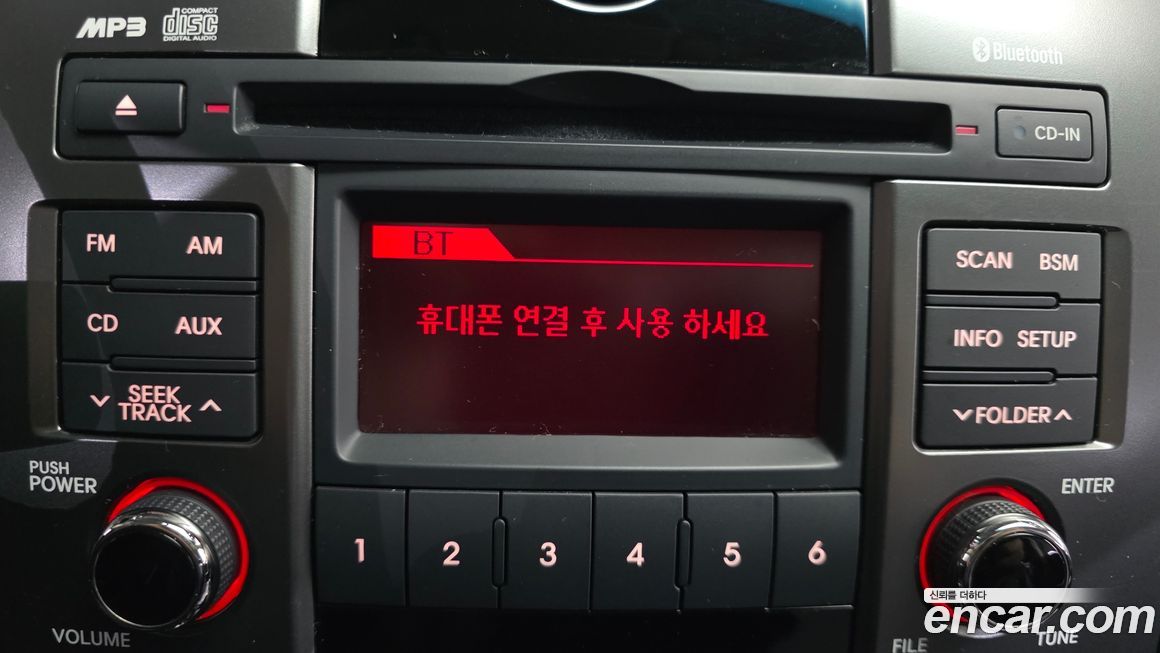 MP3
COMPACT
disc
DIGITAL AUDIO
Bluetooth
CD-IN
FM AM
CD AUX
SEEK
TRACK
BT
휴대폰 연결 후 사용 하세요
SCAN BSM
INFO SETUP
FOLDER
PUSH
POWER
VOLUME
1 2 3 4 5 6
ENTER
FILE
TUNE
신뢰를 더하다
encar.com